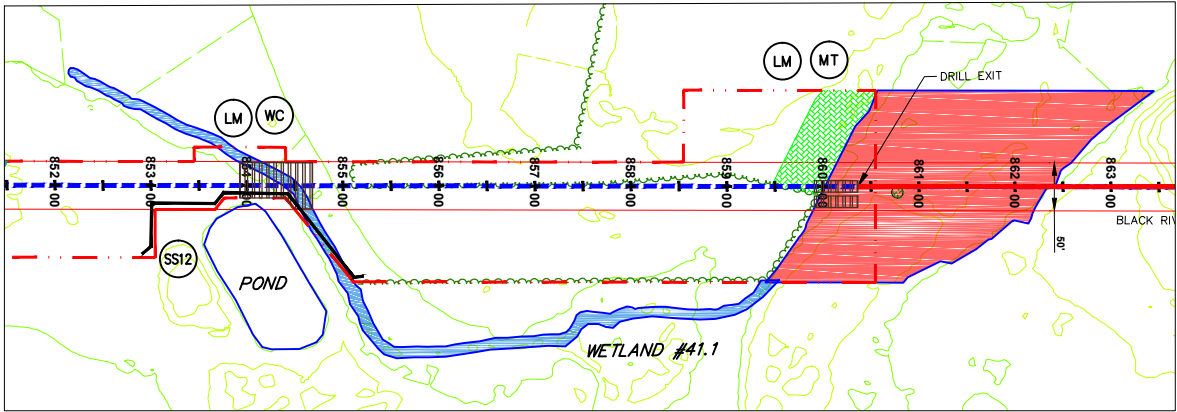 LM
MT
DRILL EXIT
LM
WC
852+00
853+00
854+00
855+00
856+00
857+00
858+00
859+00
860+00
861+00
862+00
863+00
BLACK RIV
50'
SS12
POND
WETLAND #41.1